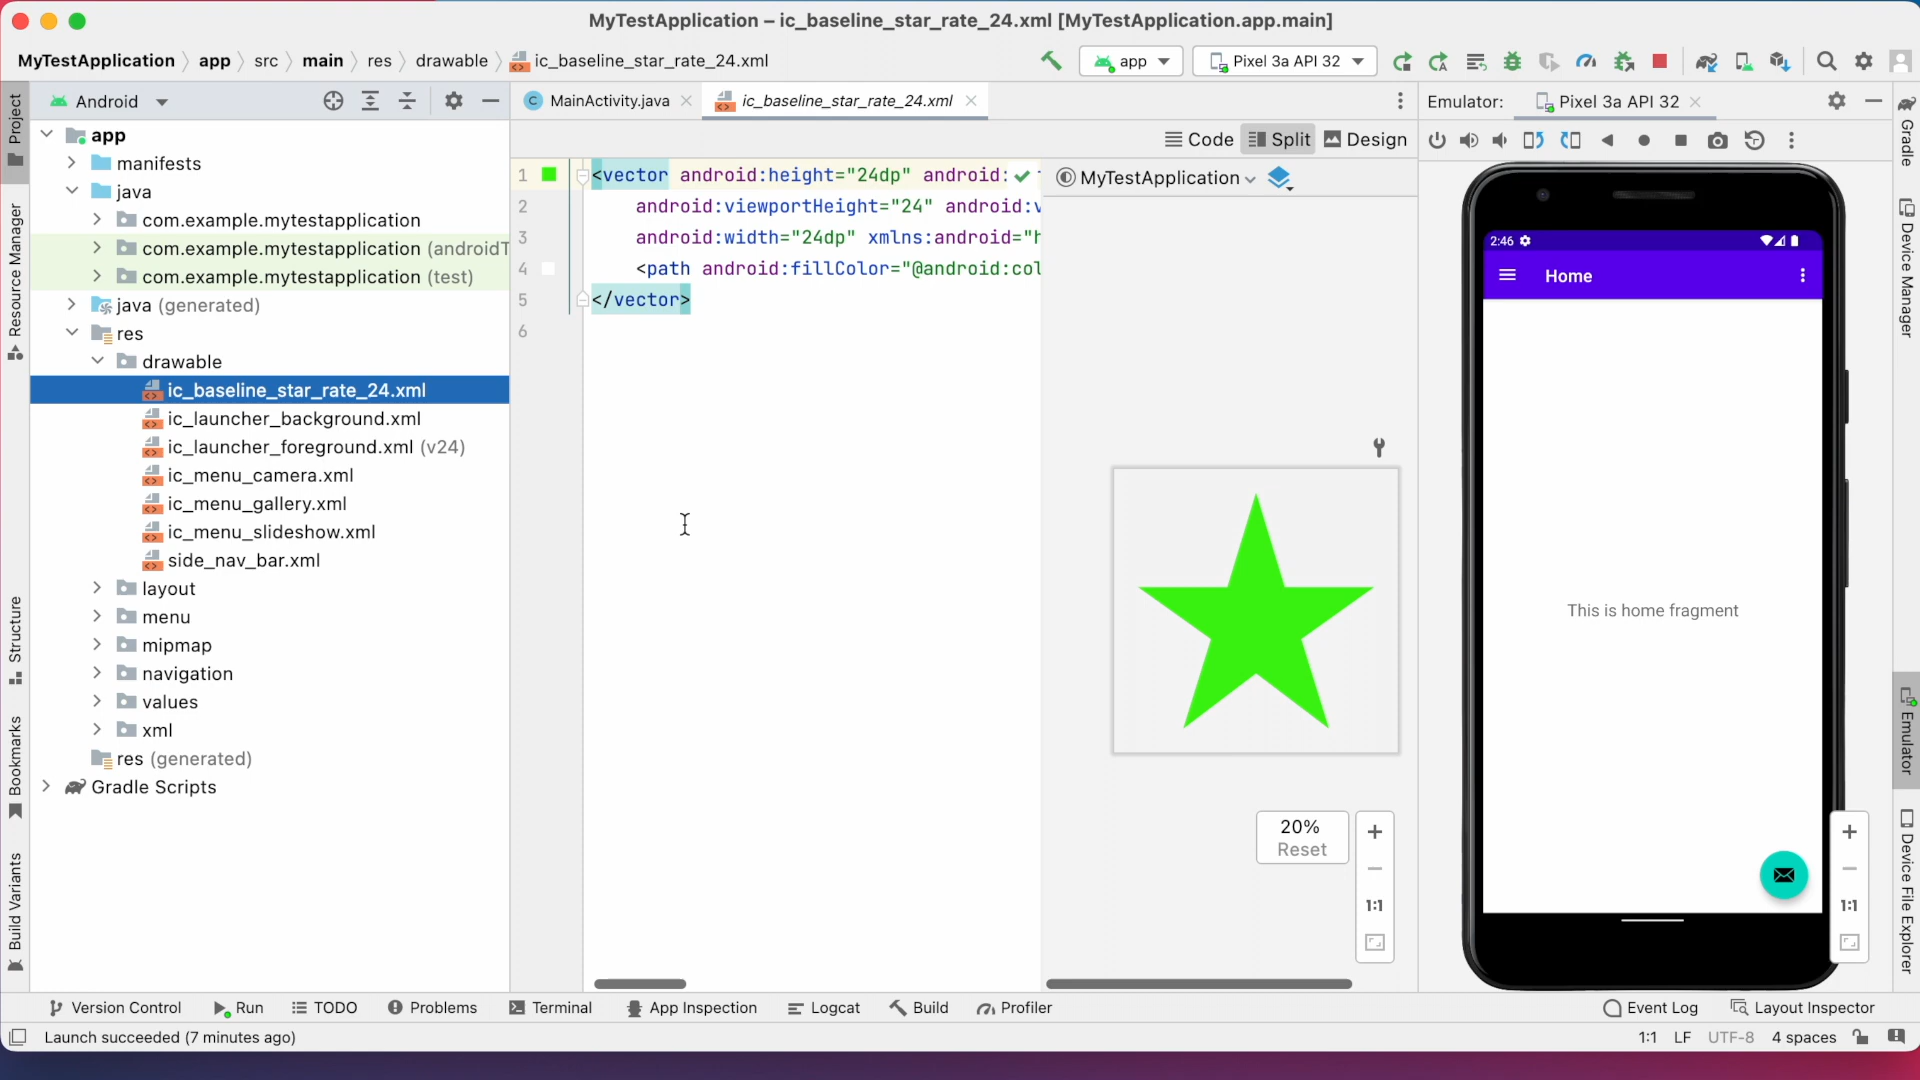 MyTestApplication – ic_baseline_star_rate_24.xml [MyTestApplication.app.main]
MyTestApplication app src main res drawable ic_baseline_star_rate_24.xml
app
Pixel 3a API 32
Android
MainActivity.java
ic_baseline_star_rate_24.xml
Emulator:
Pixel 3a API 32
Code
Split
Design
Project
Resource Manager
Structure
Bookmarks
Build Variants
app
manifests
java
com.example.mytestapplication
com.example.mytestapplication (androidT
com.example.mytestapplication (test)
java (generated)
res
drawable
ic_baseline_star_rate_24.xml
ic_launcher_background.xml
ic_launcher_foreground.xml (v24)
ic_menu_camera.xml
ic_menu_gallery.xml
ic_menu_slideshow.xml
side_nav_bar.xml
layout
menu
mipmap
navigation
values
xml
res (generated)
Gradle Scripts
1 <vector android:height="24dp" android:
2 android:viewportHeight="24" android:v
3 android:width="24dp" xmlns:android="h
4 <path android:fillColor="@android:col
5 </vector>
6
MyTestApplication
20%
Reset
1:1
2:46
Home
This is home fragment
1:1
Gradle
Device Manager
Emulator
Device File Explorer
Version Control
Run
TODO
Problems
Terminal
App Inspection
Logcat
Build
Profiler
Event Log
Layout Inspector
Launch succeeded (7 minutes ago)
1:1 LF UTF-8 4 spaces